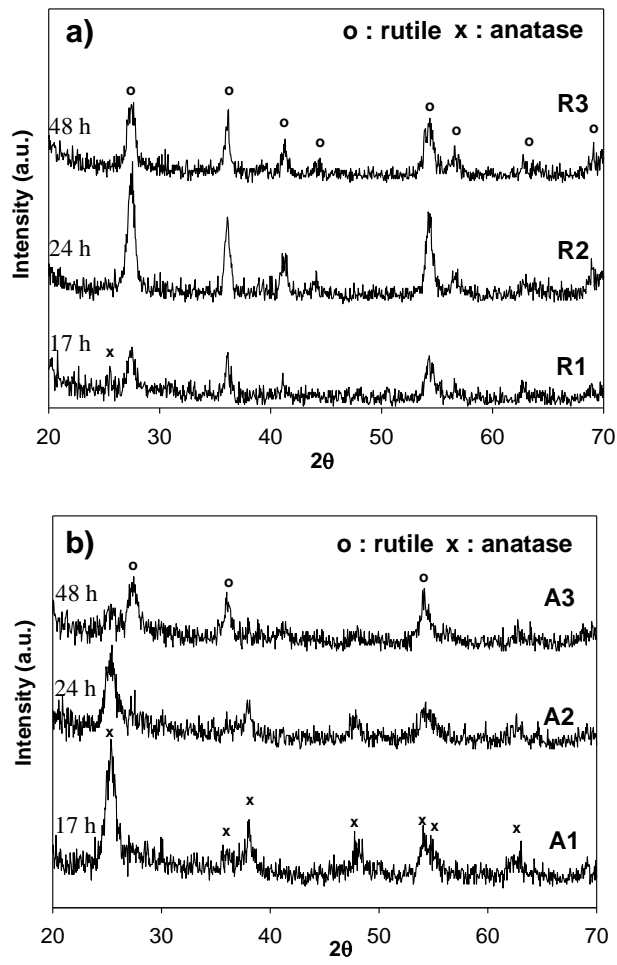 a)
o : rutile x : anatase
o o o o o o o o
48 h
R3
24 h
R2
17 h
x
R1
Intensity (a.u.)
20 30 40 50 60 70
2θ
b)
o : rutile x : anatase
o o o
48 h
A3
24 h
A2
x x x x x x x
17 h
A1
Intensity (a.u.)
20 30 40 50 60 70
2θ